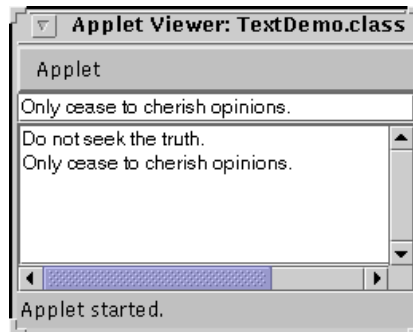 Applet Viewer: TextDemo.class
Applet
Only cease to cherish opinions.
Do not seek the truth.
Only cease to cherish opinions.
Applet started.